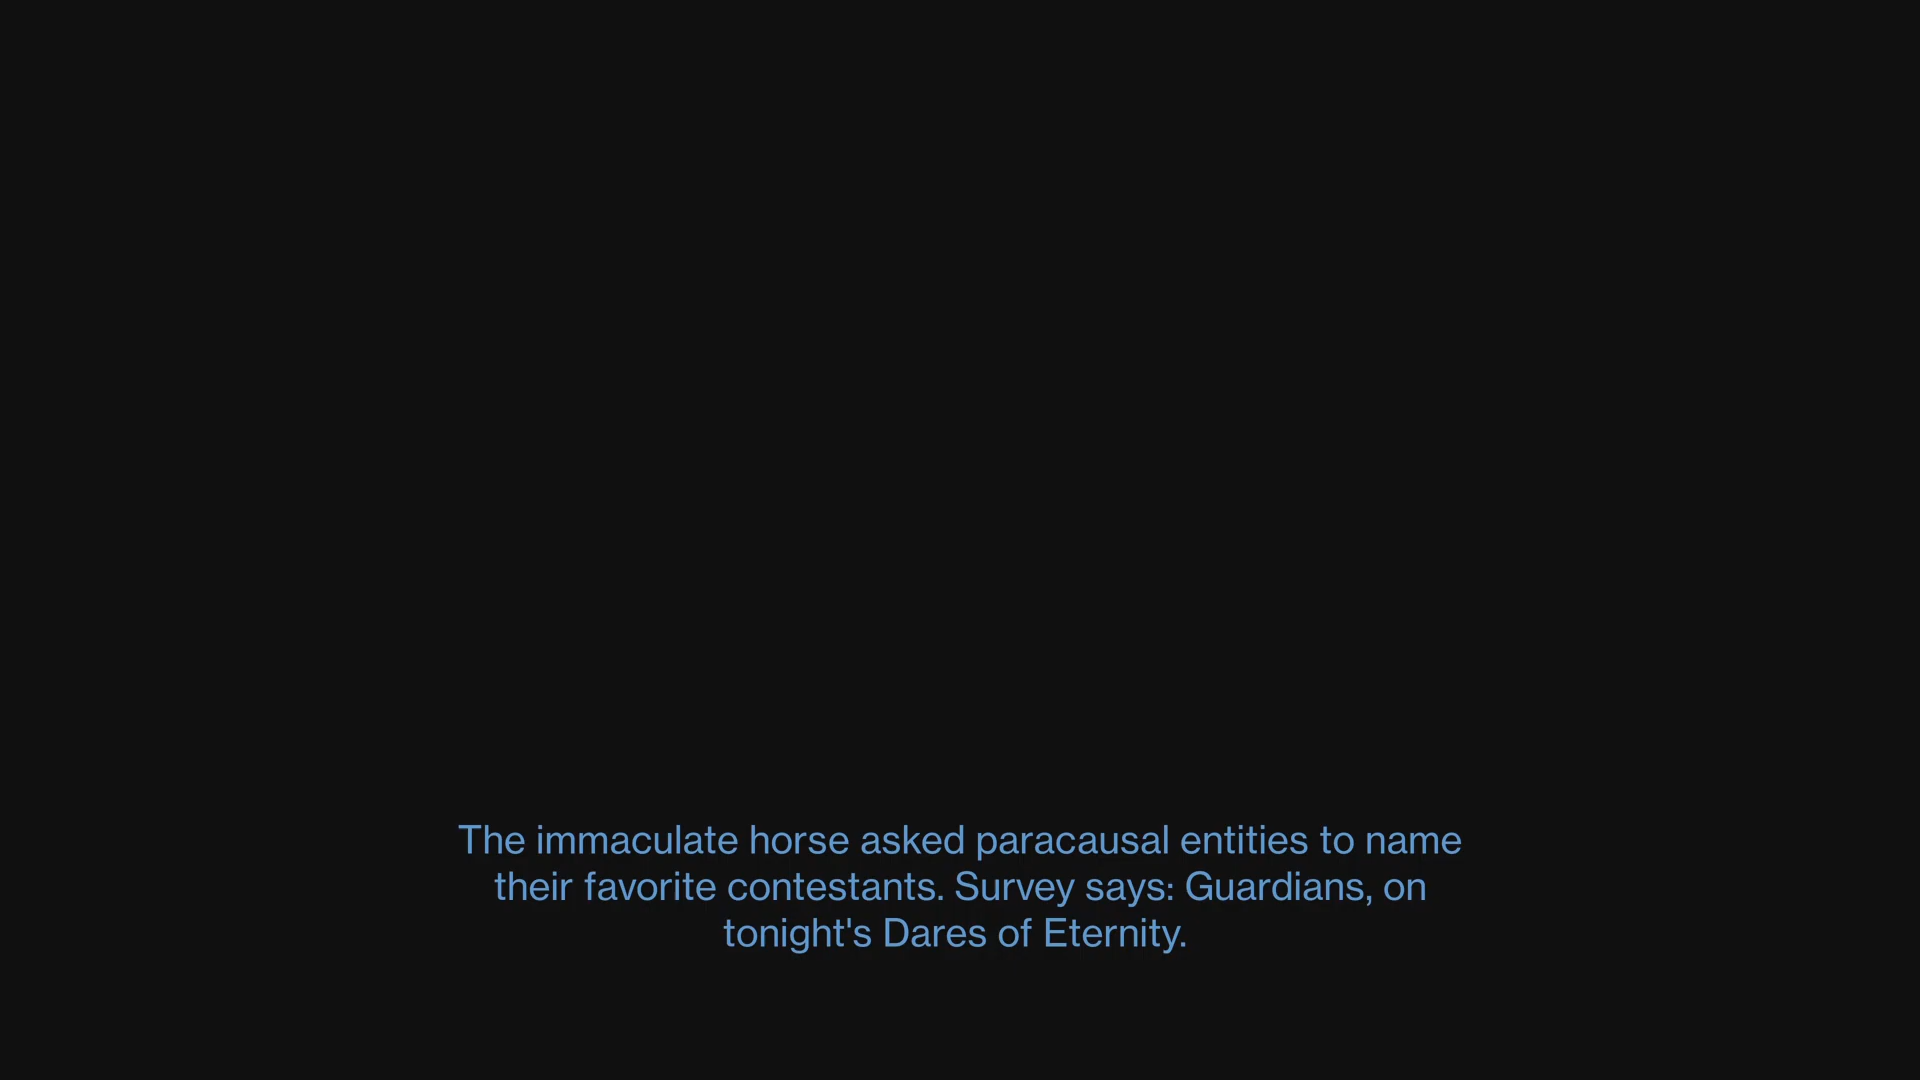 The immaculate horse asked paracausal entities to name
their favorite contestants. Survey says: Guardians, on
tonight's Dares of Eternity.